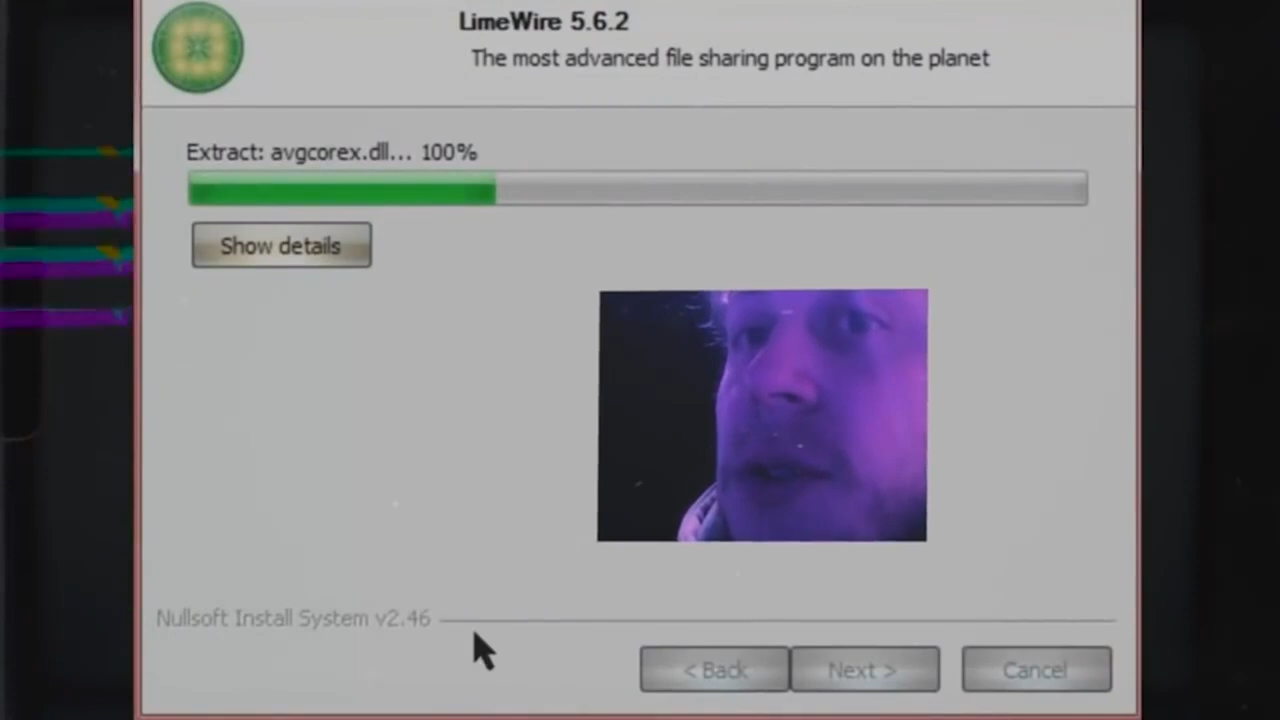 LimeWire 5.6.2
The most advanced file sharing program on the planet
Extract: avgcorex.dll... 100%
Show details
Nullsoft Install System v2.46
< Back
Next >
Cancel